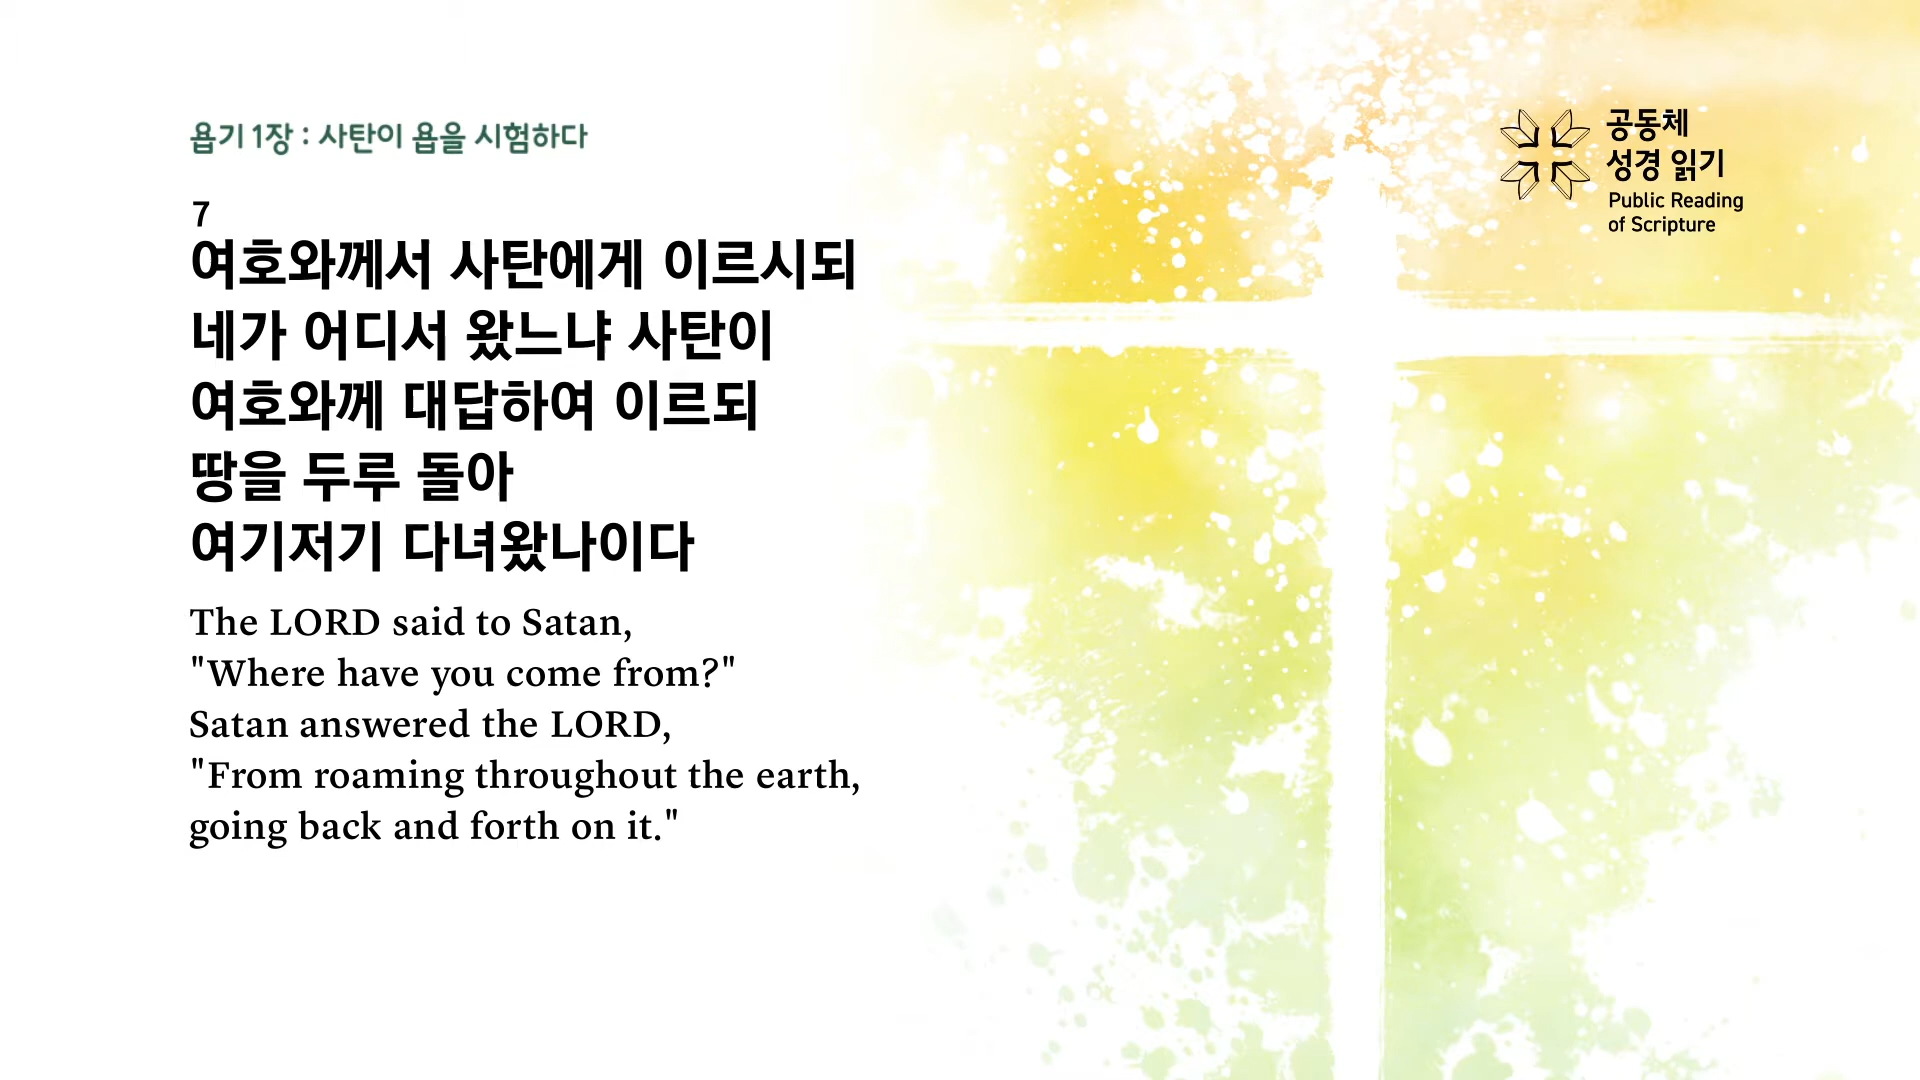 욥기 1장 : 사탄이 욥을 시험하다
7
여호와께서 사탄에게 이르시되
네가 어디서 왔느냐 사탄이
여호와께 대답하여 이르되
땅을 두루 돌아
여기저기 다녀왔나이다
The LORD said to Satan,
"Where have you come from?"
Satan answered the LORD,
"From roaming throughout the earth,
going back and forth on it."
공동체
성경 읽기
Public Reading
of Scripture